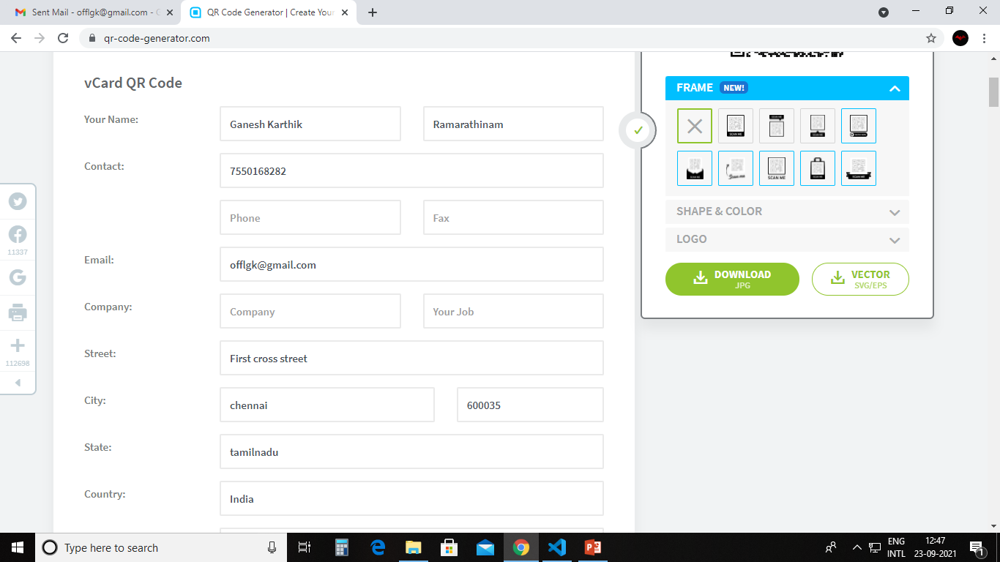 Sent Mail - offlgk@gmail.com - G
QR Code Generator | Create Your
qr-code-generator.com
vCard QR Code
Your Name:
Ganesh Karthik
Ramarathinam
Contact:
7550168282
Phone
Fax
Email:
offlgk@gmail.com
Company:
Company
Your Job
Street:
First cross street
City:
chennai
600035
State:
tamilnadu
Country:
India
11337
112698
FRAME NEW!
SCAN ME
SCAN ME
SCAN ME
Scan me
SCAN ME
SCAN ME
SHAPE & COLOR
LOGO
DOWNLOAD
JPG
VECTOR
SVG/EPS
Type here to search
ENG
INTL
12:47
23-09-2021
1